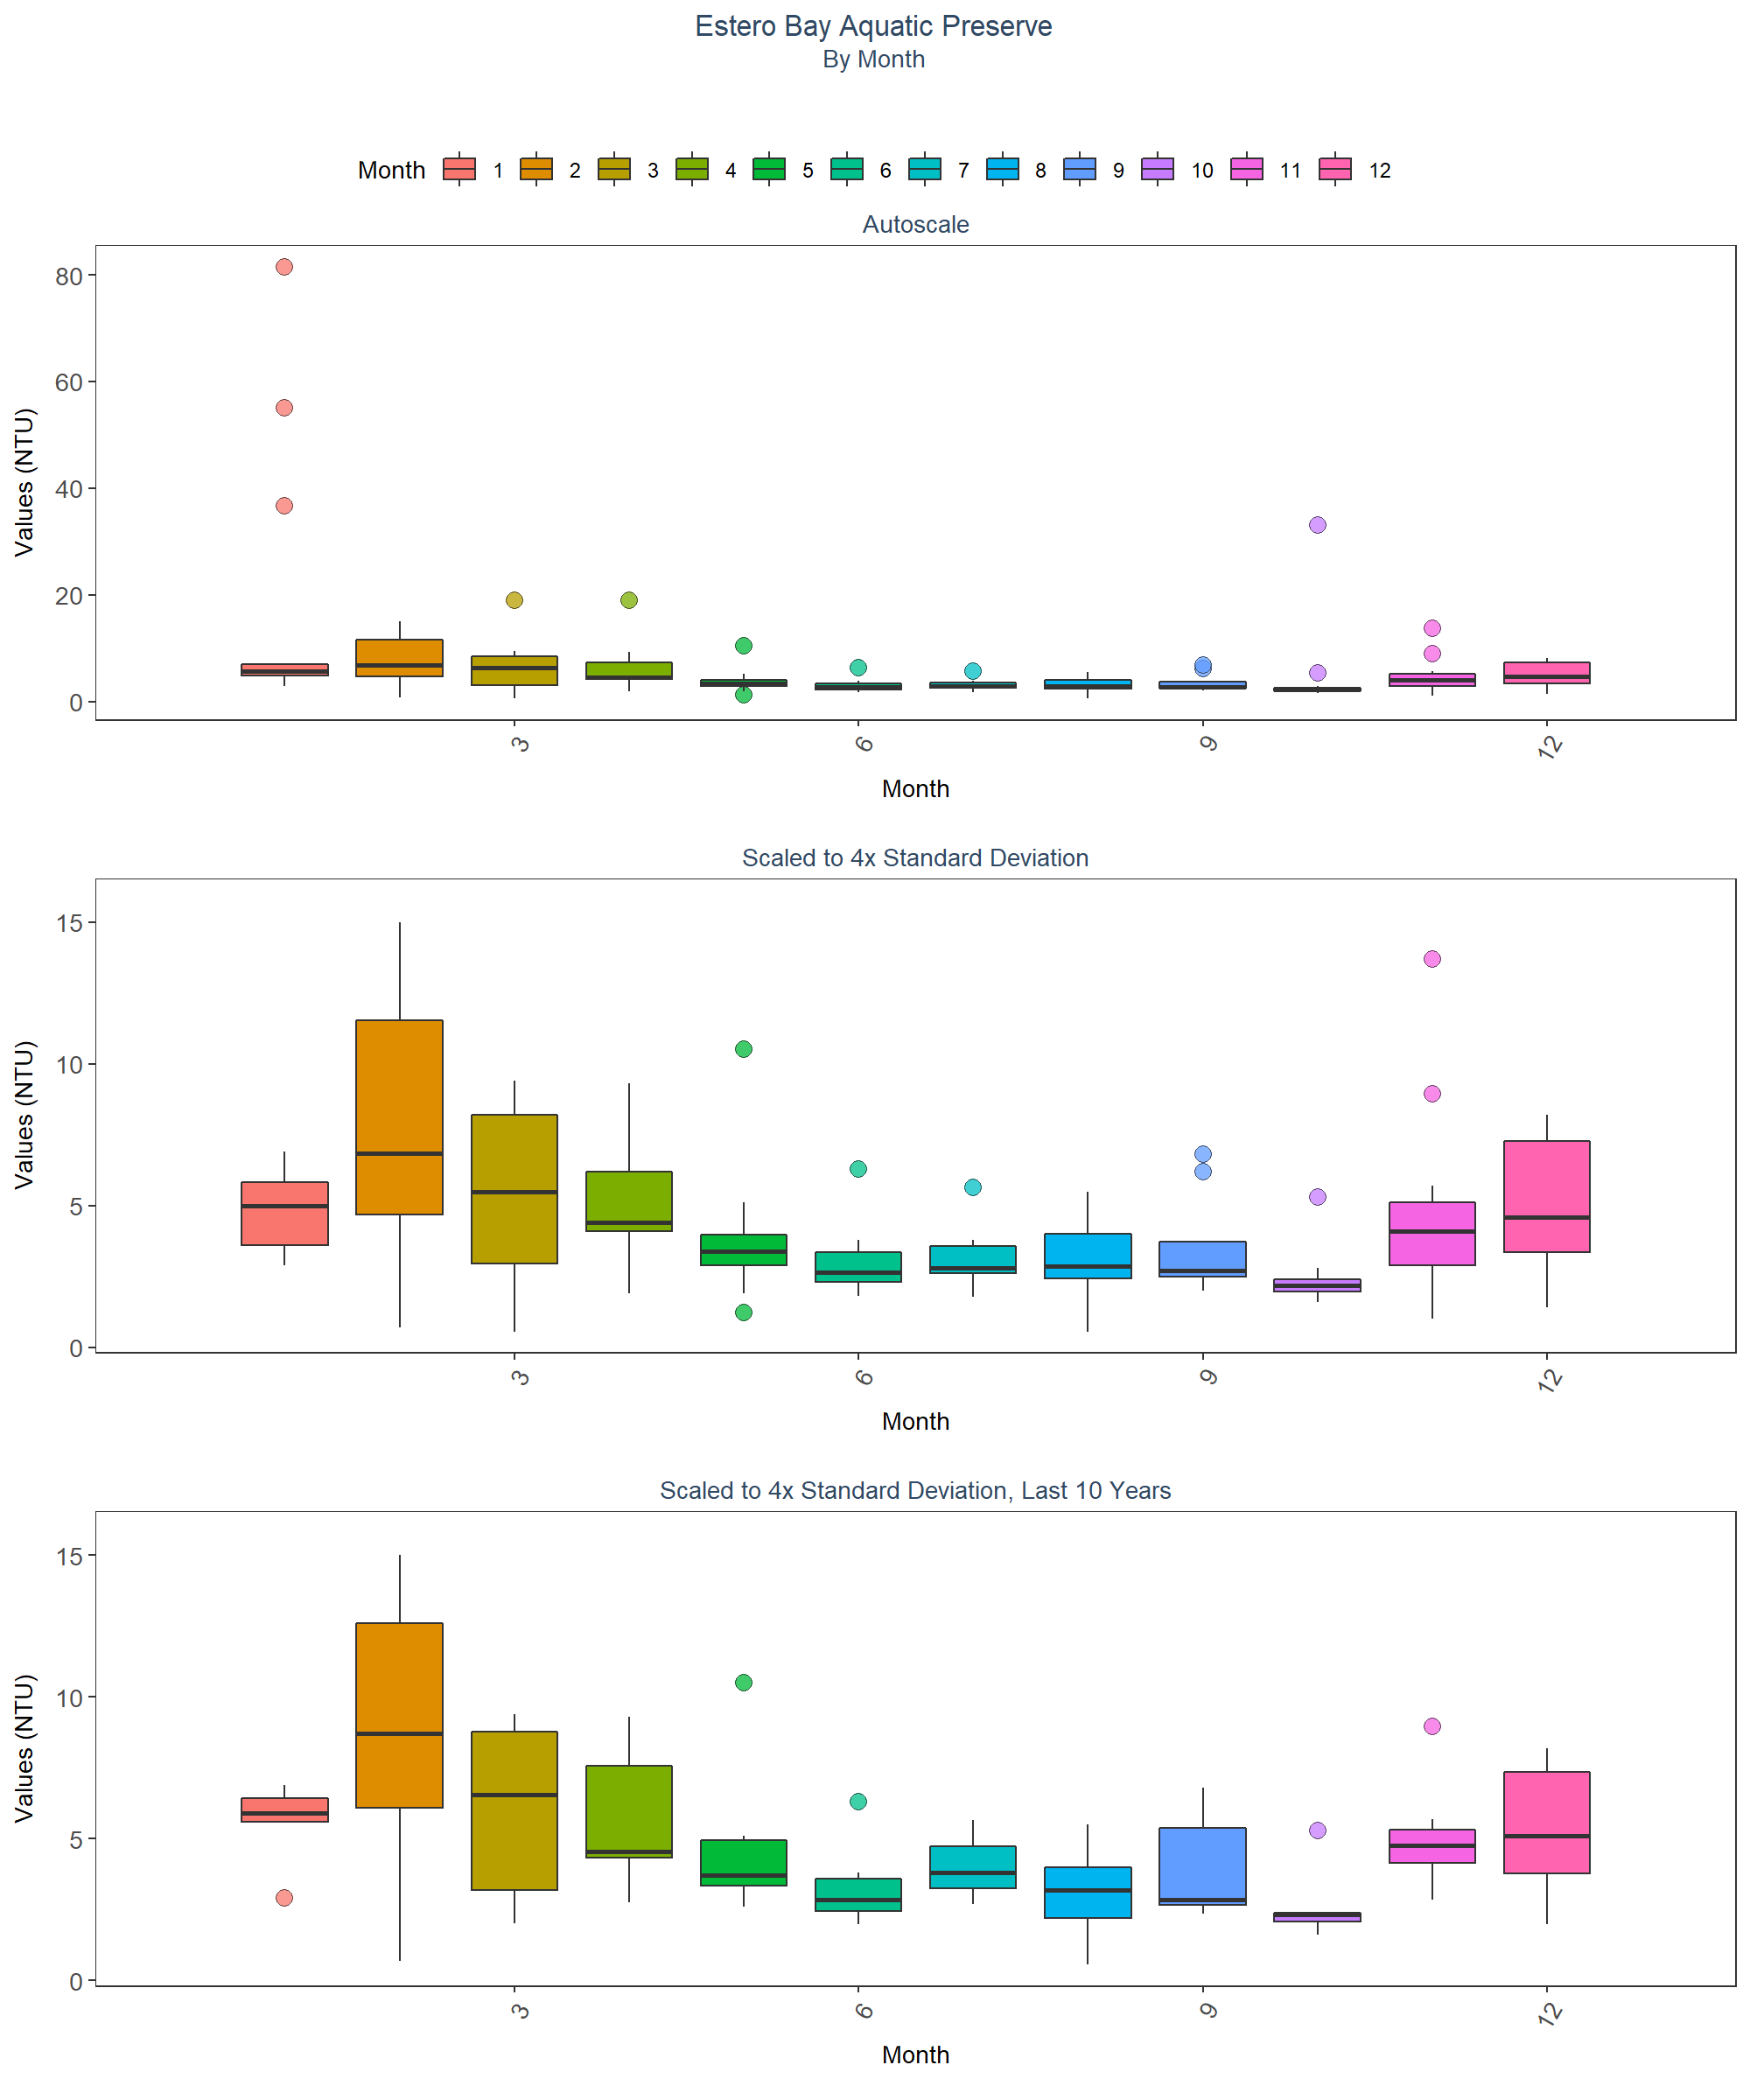 Estero Bay Aquatic Preserve
By Month
Month 1 2 3 4 5 6 7 8 9 10 11 12
Autoscale
Values (NTU)
80
60
40
20
0
3 6 9 12
Month
Scaled to 4x Standard Deviation
Values (NTU)
15
10
5
0
3 6 9 12
Month
Scaled to 4x Standard Deviation, Last 10 Years
Values (NTU)
15
10
5
0
3 6 9 12
Month